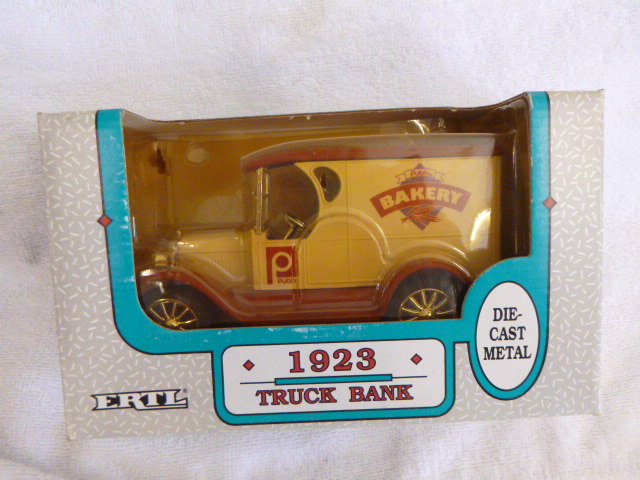 BAKERY
P
Publix
DIE-
CAST
METAL
1923
TRUCK BANK
ERTL